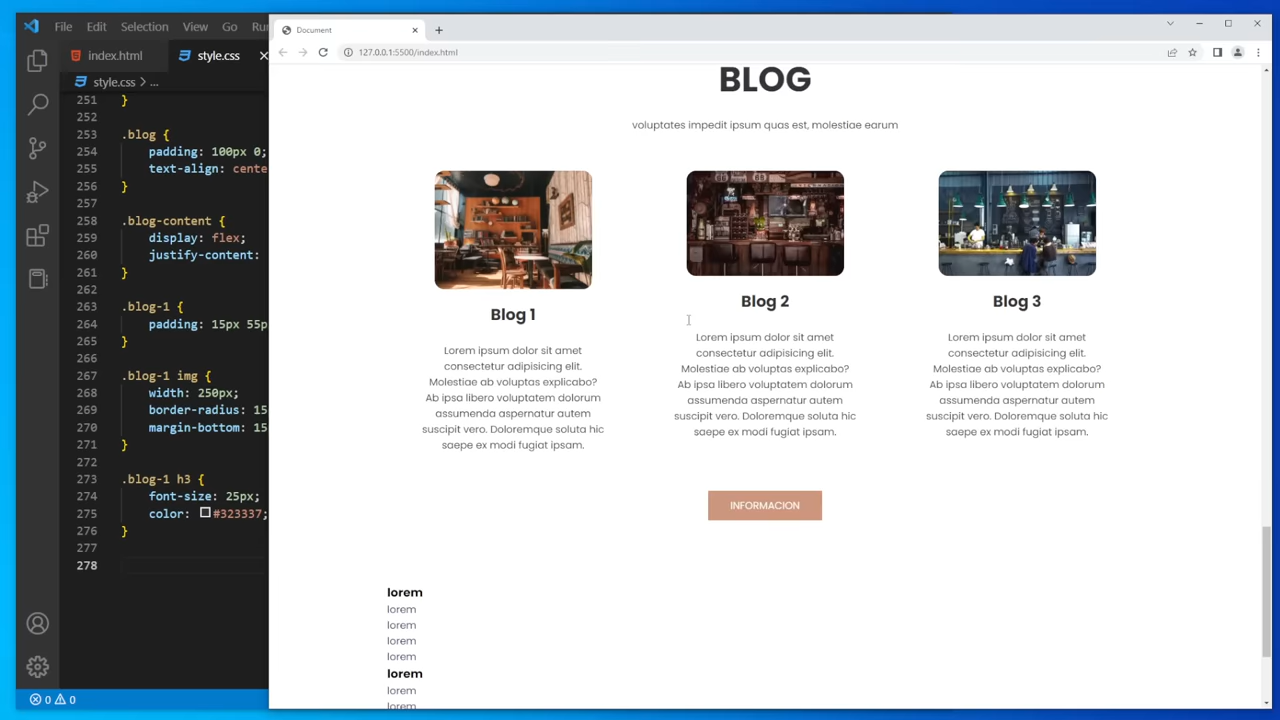 File Edit Selection View Go Ru
index.html style.css
style.css > ...
251 }
252
253 .blog {
254 padding: 100px 0;
255 text-align: cente
256 }
257
258 .blog-content {
259 display: flex;
260 justify-content:
261 }
262
263 .blog-1 {
264 padding: 15px 55p
265 }
266
267 .blog-1 img {
268 width: 250px;
269 border-radius: 15
270 margin-bottom: 15
271 }
272
273 .blog-1 h3 {
274 font-size: 25px;
275 color: #323337;
276 }
277
278
0 0
Document
127.0.0.1:5500/index.html
BLOG
voluptates impedit ipsum quas est, molestiae earum
Blog 1
Lorem ipsum dolor sit amet
consectetur adipisicing elit.
Molestiae ab voluptas explicabo?
Ab ipsa libero voluptatem dolorum
assumenda aspernatur autem
suscipit vero. Doloremque soluta hic
saepe ex modi fugiat ipsam.
Blog 2
Lorem ipsum dolor sit amet
consectetur adipisicing elit.
Molestiae ab voluptas explicabo?
Ab ipsa libero voluptatem dolorum
assumenda aspernatur autem
suscipit vero. Doloremque soluta hic
saepe ex modi fugiat ipsam.
Blog 3
Lorem ipsum dolor sit amet
consectetur adipisicing elit.
Molestiae ab voluptas explicabo?
Ab ipsa libero voluptatem dolorum
assumenda aspernatur autem
suscipit vero. Doloremque soluta hic
saepe ex modi fugiat ipsam.
INFORMACION
lorem
lorem
lorem
lorem
lorem
lorem
lorem
lorem